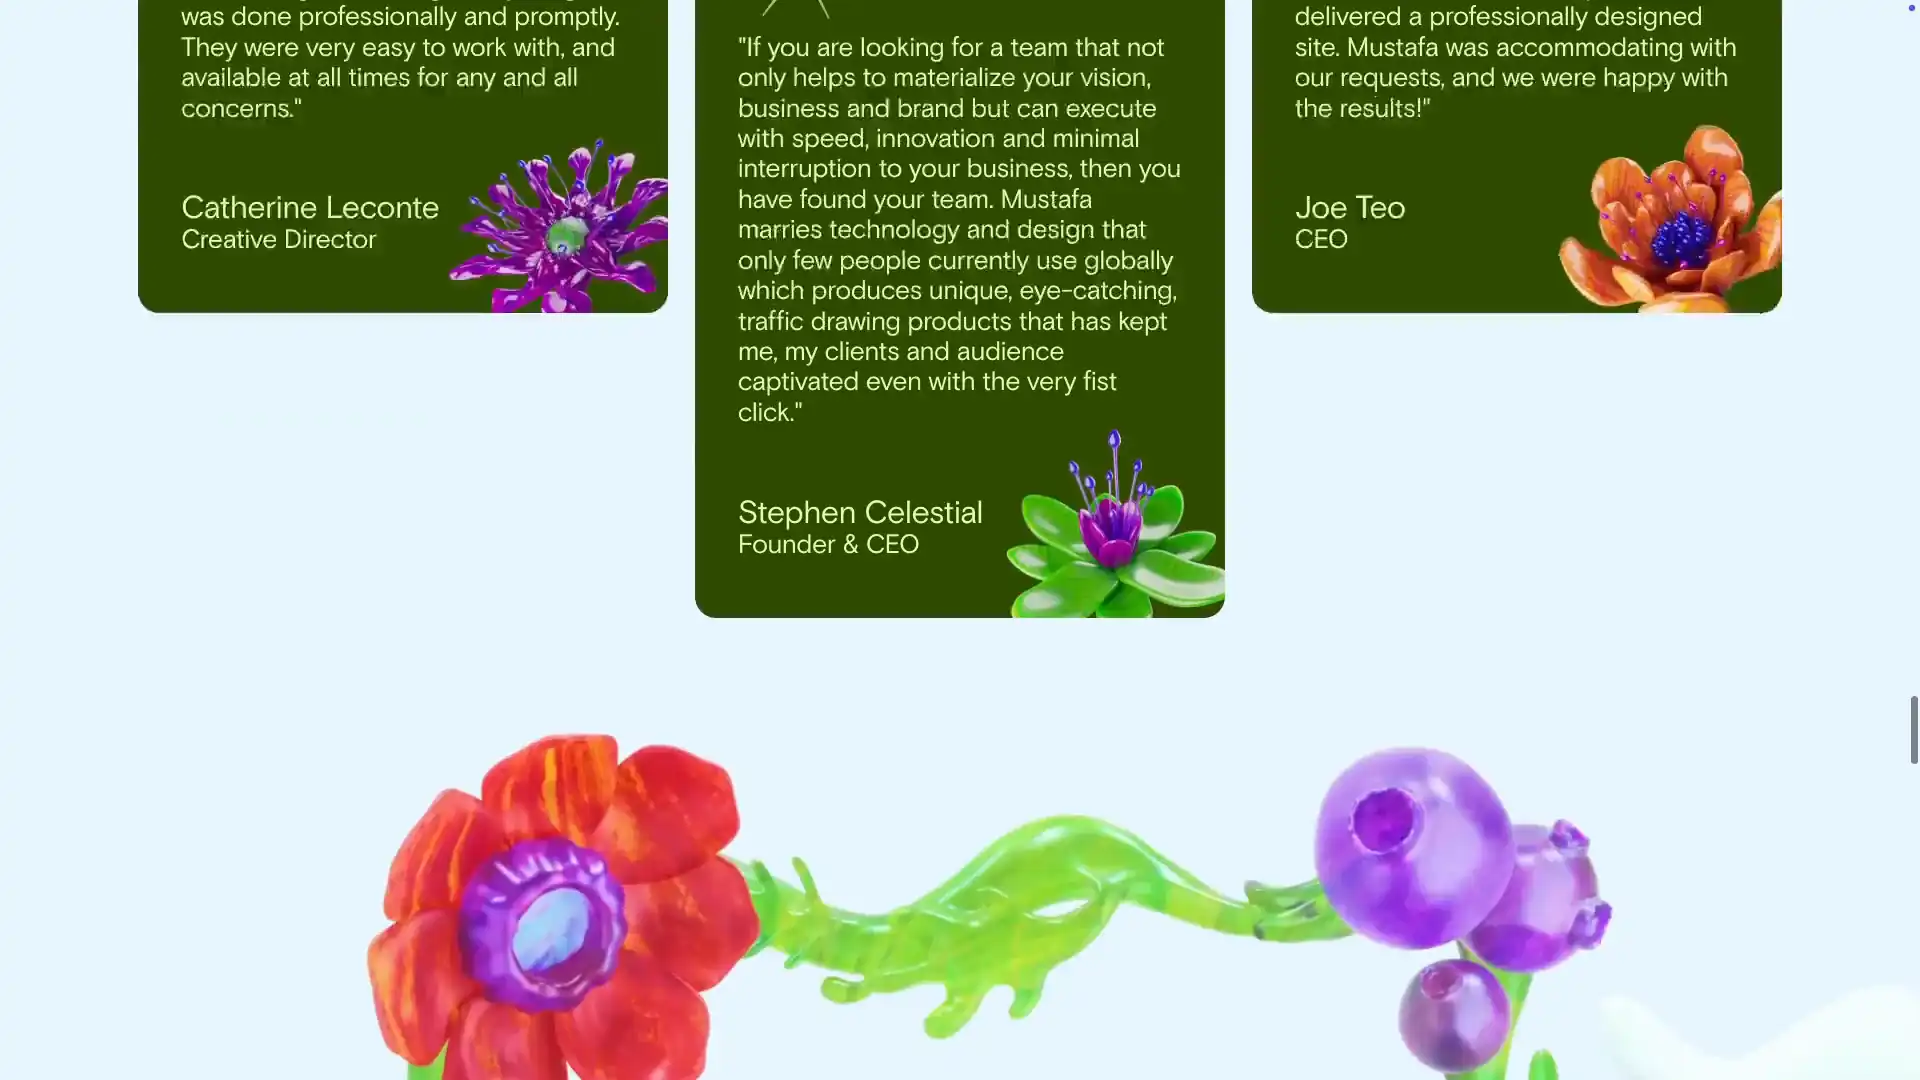 was done professionally and promptly.
They were very easy to work with, and
available at all times for any and all
concerns."
Catherine Leconte
Creative Director
"If you are looking for a team that not
only helps to materialize your vision,
business and brand but can execute
with speed, innovation and minimal
interruption to your business, then you
have found your team. Mustafa
marries technology and design that
only few people currently use globally
which produces unique, eye-catching,
traffic drawing products that has kept
me, my clients and audience
captivated even with the very fist
click."
Stephen Celestial
Founder & CEO
delivered a professionally designed
site. Mustafa was accommodating with
our requests, and we were happy with
the results!"
Joe Teo
CEO